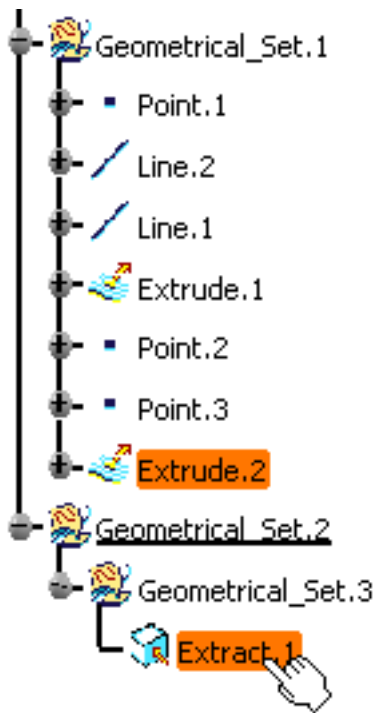 Geometrical_Set.1
Point.1
Line.2
Line.1
Extrude.1
Point.2
Point.3
Extrude.2
Geometrical_Set.2
Geometrical_Set.3
Extract.1